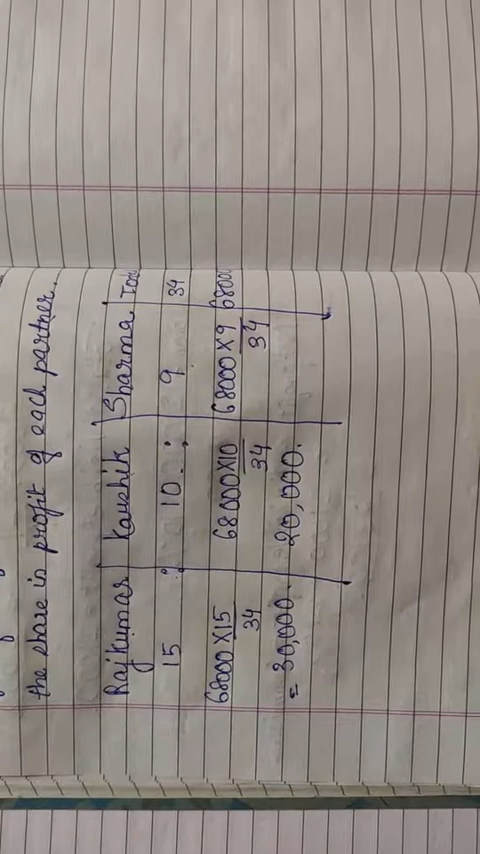 the share in profit of each partner.
Rajkumar Kaushik Sharma
15 : 10 : 9 34
68000 X 15 68000 X 10 68000 X 9 68000
34 34 34
= 30,000. 20,000.